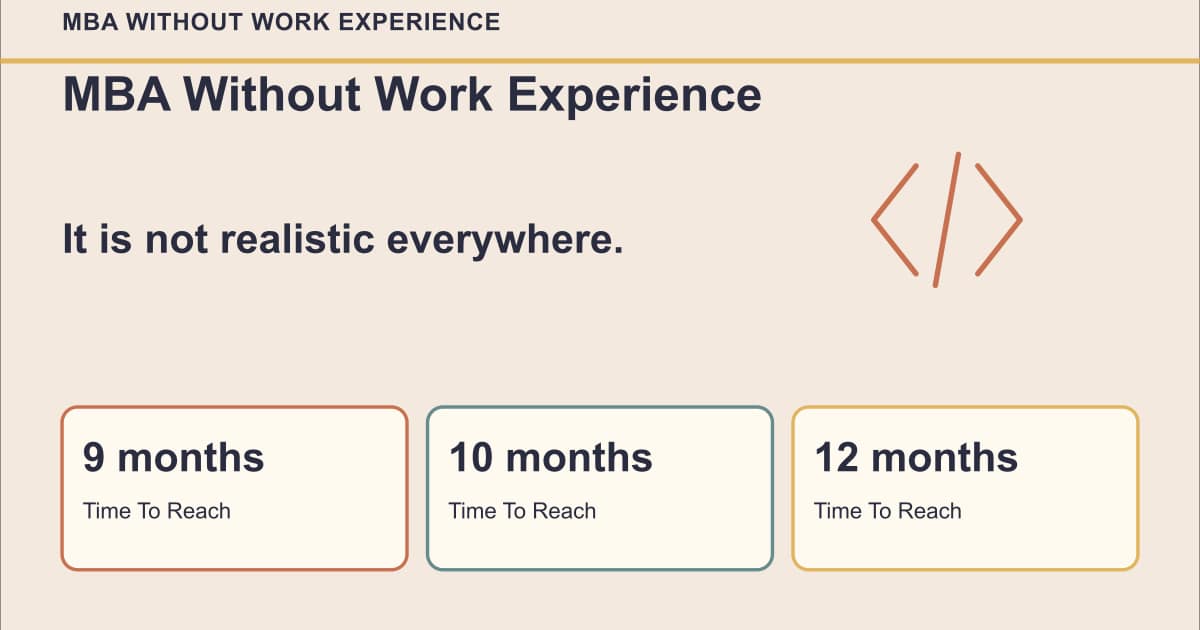 MBA WITHOUT WORK EXPERIENCE
MBA Without Work Experience
It is not realistic everywhere.
9 months
Time To Reach
10 months
Time To Reach
12 months
Time To Reach